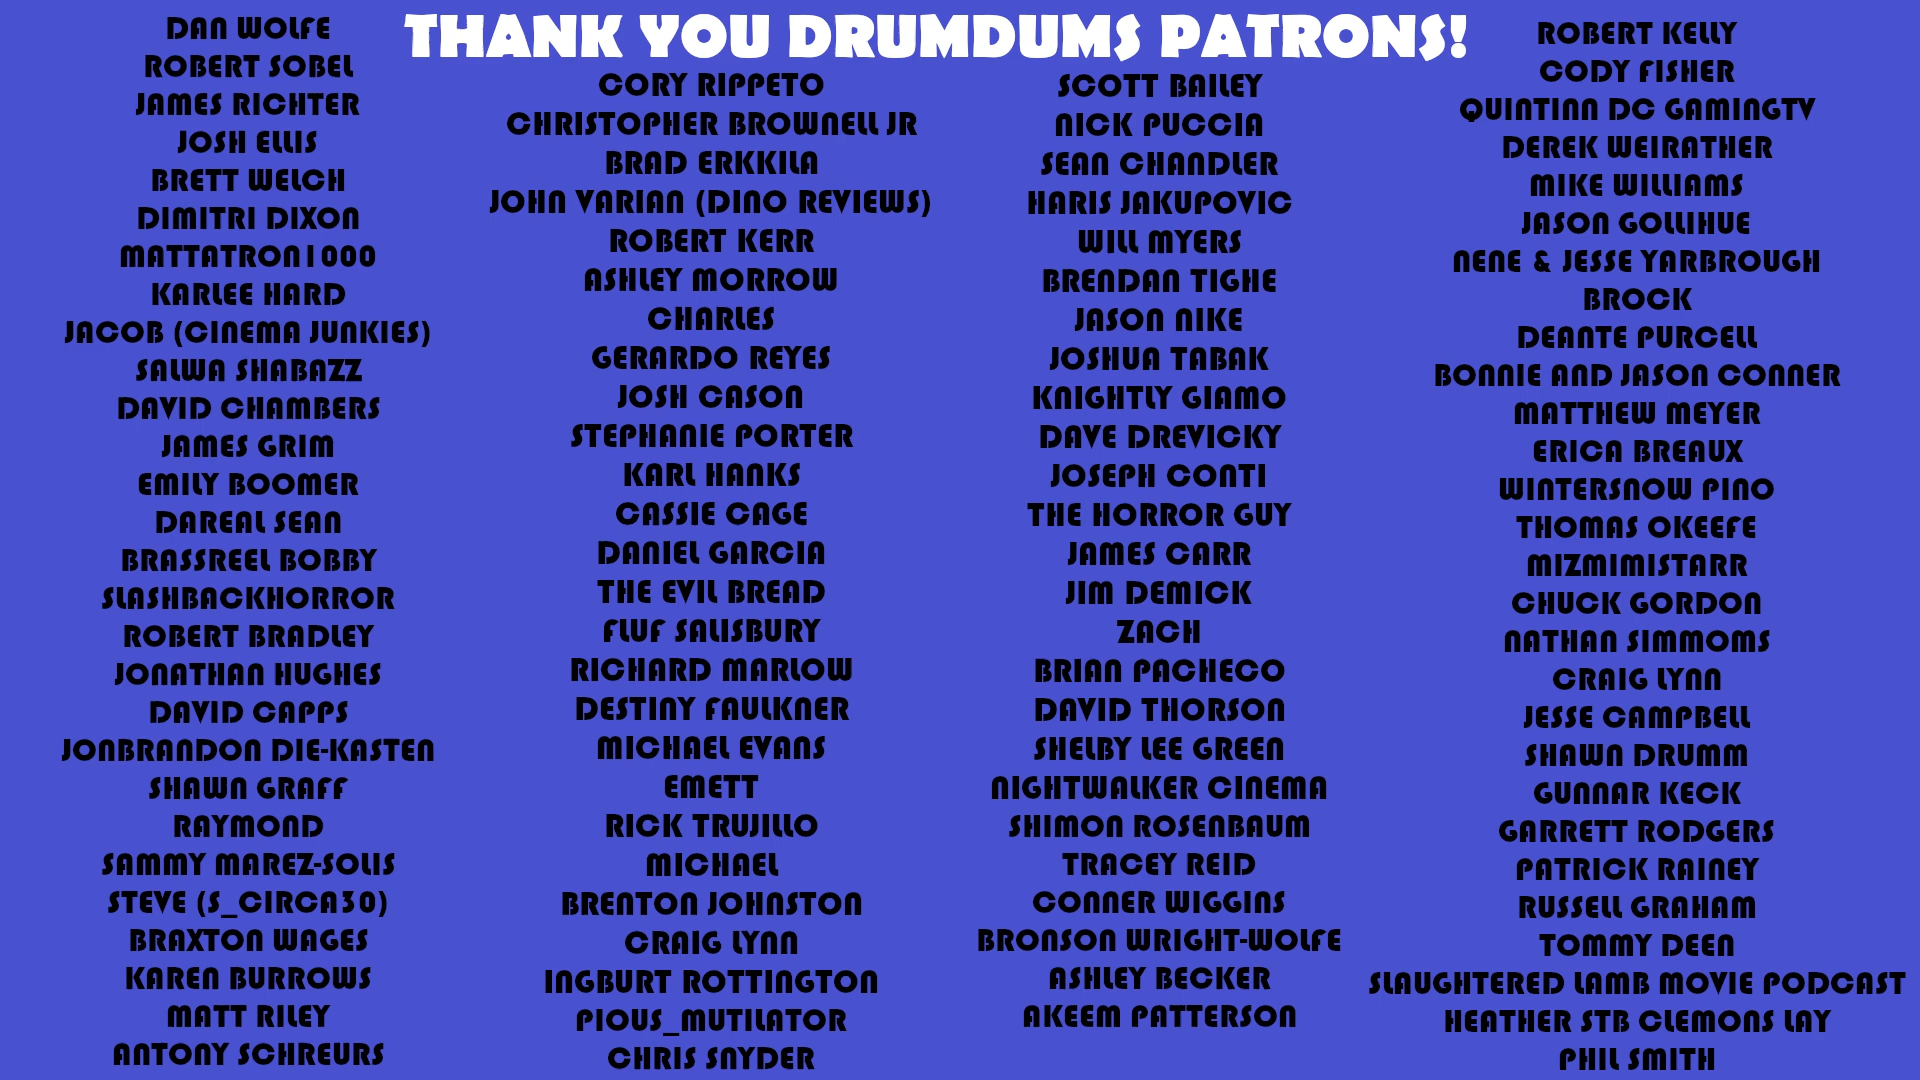 THANK YOU DRUMDUMS PATRONS!
DAN WOLFE
ROBERT SOBEL
JAMES RICHTER
JOSH ELLIS
BRETT WELCH
DIMITRI DIXON
MATTATRON1000
KARLEE HARD
JACOB (CINEMA JUNKIES)
SALWA SHABAZZ
DAVID CHAMBERS
JAMES GRIM
EMILY BOOMER
DAREAL SEAN
BRASSREEL BOBBY
SLASHBACKHORROR
ROBERT BRADLEY
JONATHAN HUGHES
DAVID CAPPS
JONBRANDON DIE-KASTEN
SHAWN GRAFF
RAYMOND
SAMMY MAREZ-SOLIS
STEVE (S_CIRCA30)
BRAXTON WAGES
KAREN BURROWS
MATT RILEY
ANTONY SCHREURS
CORY RIPPETO
CHRISTOPHER BROWNELL JR
BRAD ERKKILA
JOHN VARIAN (DINO REVIEWS)
ROBERT KERR
ASHLEY MORROW
CHARLES
GERARDO REYES
JOSH CASON
STEPHANIE PORTER
KARL HANKS
CASSIE CAGE
DANIEL GARCIA
THE EVIL BREAD
FLUF SALISBURY
RICHARD MARLOW
DESTINY FAULKNER
MICHAEL EVANS
EMETT
RICK TRUJILLO
MICHAEL
BRENTON JOHNSTON
CRAIG LYNN
INGBURT ROTTINGTON
PIOUS_MUTILATOR
CHRIS SNYDER
SCOTT BAILEY
NICK PUCCIA
SEAN CHANDLER
HARIS JAKUPOVIC
WILL MYERS
BRENDAN TIGHE
JASON NIKE
JOSHUA TABAK
KNIGHTLY GIAMO
DAVE DREVICKY
JOSEPH CONTI
THE HORROR GUY
JAMES CARR
JIM DEMICK
ZACH
BRIAN PACHECO
DAVID THORSON
SHELBY LEE GREEN
NIGHTWALKER CINEMA
SHIMON ROSENBAUM
TRACEY REID
CONNER WIGGINS
BRONSON WRIGHT-WOLFE
ASHLEY BECKER
AKEEM PATTERSON
ROBERT KELLY
CODY FISHER
QUINTINN DC GAMINGTV
DEREK WEIRATHER
MIKE WILLIAMS
JASON GOLLIHUE
NENE & JESSE YARBROUGH
BROCK
DEANTE PURCELL
BONNIE AND JASON CONNER
MATTHEW MEYER
ERICA BREAUX
WINTERSNOW PINO
THOMAS OKEEFE
MIZMIMISTARR
CHUCK GORDON
NATHAN SIMMOMS
CRAIG LYNN
JESSE CAMPBELL
SHAWN DRUMM
GUNNAR KECK
GARRETT RODGERS
PATRICK RAINEY
RUSSELL GRAHAM
TOMMY DEEN
SLAUGHTERED LAMB MOVIE PODCAST
HEATHER STB CLEMONS LAY
PHIL SMITH